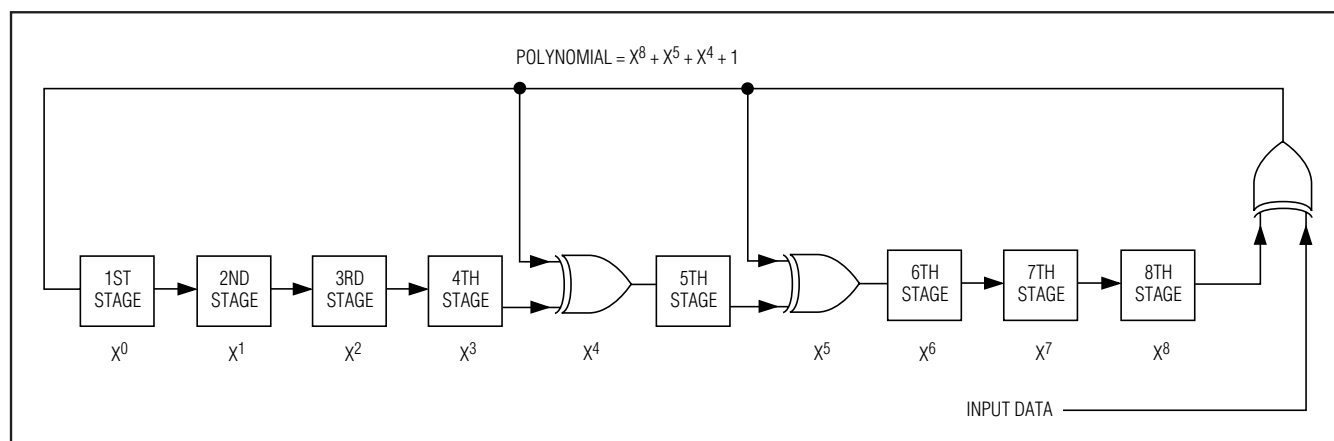 POLYNOMIAL = X⁸ + X⁵ + X⁴ + 1
1ST
STAGE
2ND
STAGE
3RD
STAGE
4TH
STAGE
5TH
STAGE
6TH
STAGE
7TH
STAGE
8TH
STAGE
X⁰ X¹ X² X³ X⁴ X⁵ X⁶ X⁷ X⁸
INPUT DATA